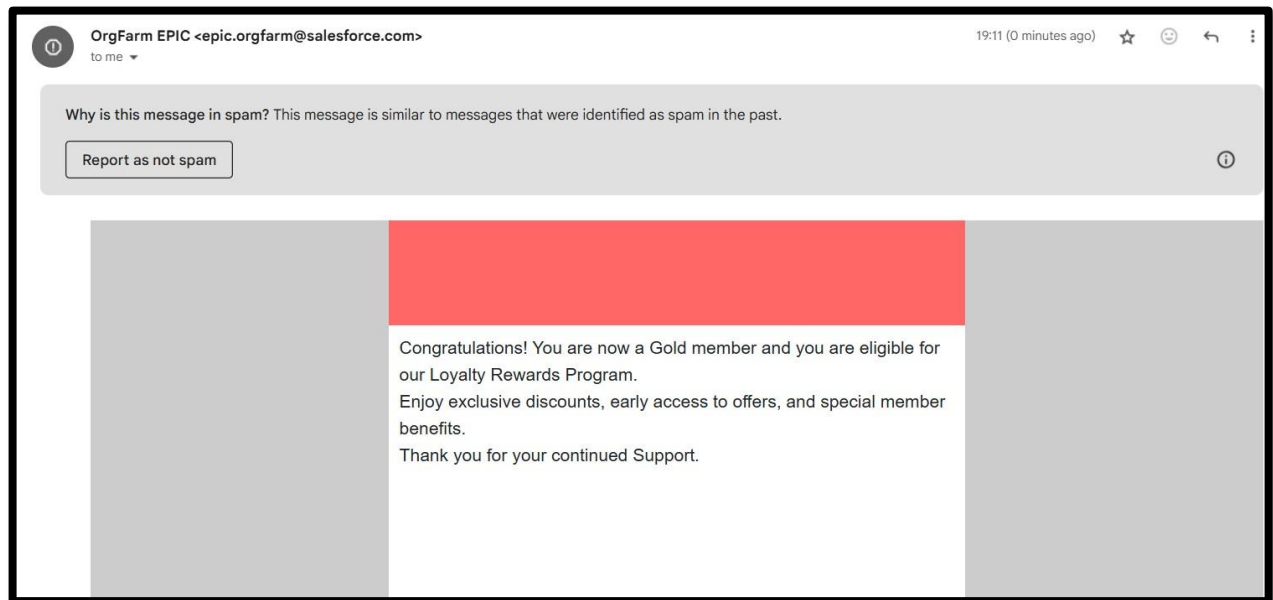 OrgFarm EPIC <epic.orgfarm@salesforce.com>
19:11 (0 minutes ago)
to me
Why is this message in spam? This message is similar to messages that were identified as spam in the past.
Report as not spam
Congratulations! You are now a Gold member and you are eligible for
our Loyalty Rewards Program.
Enjoy exclusive discounts, early access to offers, and special member
benefits.
Thank you for your continued Support.